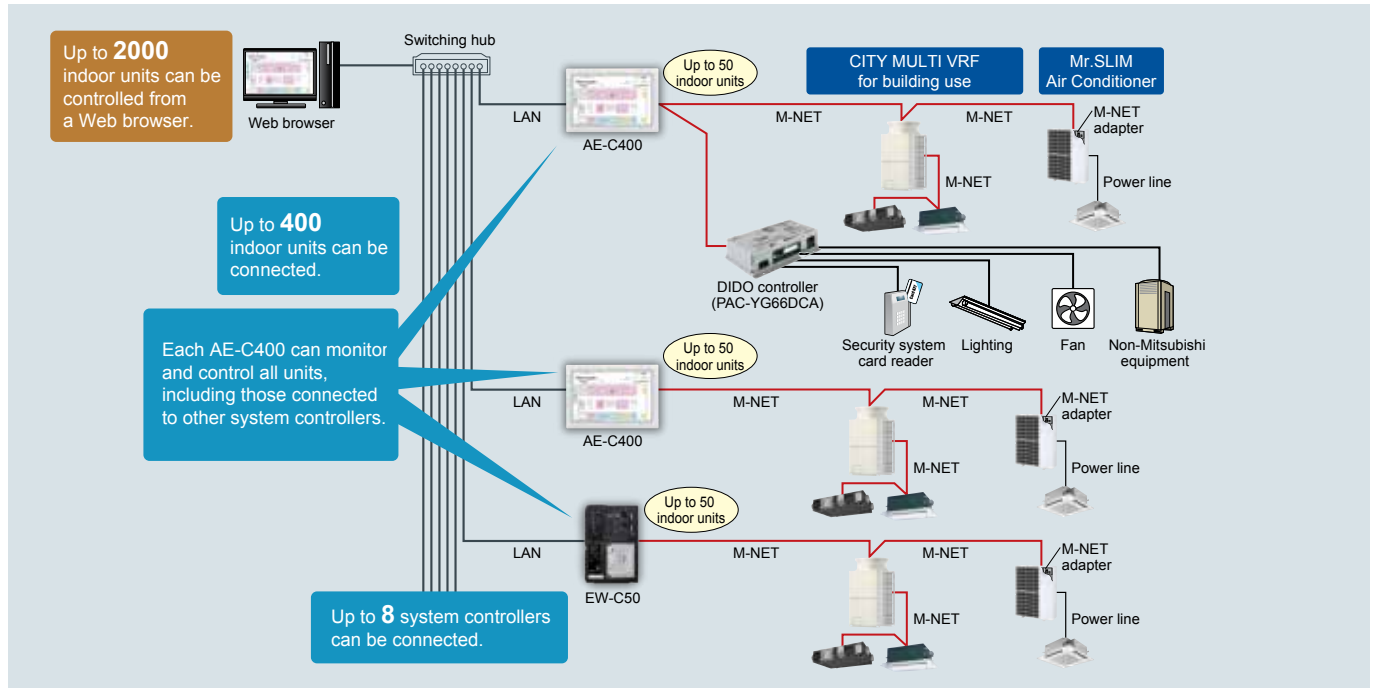 Up to 2000
indoor units can be
controlled from
a Web browser.
Web browser
Switching hub
LAN
AE-C400
Up to 50
indoor units
M-NET
CITY MULTI VRF
for building use
M-NET
Mr.SLIM
Air Conditioner
M-NET
adapter
M-NET
Power line
Up to 400
indoor units can be
connected.
DIDO controller
(PAC-YG66DCA)
Security system
card reader
Lighting
Fan
Non-Mitsubishi
equipment
Each AE-C400 can monitor
and control all units,
including those connected
to other system controllers.
LAN
AE-C400
Up to 50
indoor units
M-NET
M-NET
M-NET
adapter
M-NET
Power line
LAN
EW-C50
Up to 50
indoor units
M-NET
M-NET
M-NET
adapter
M-NET
Power line
Up to 8 system controllers
can be connected.